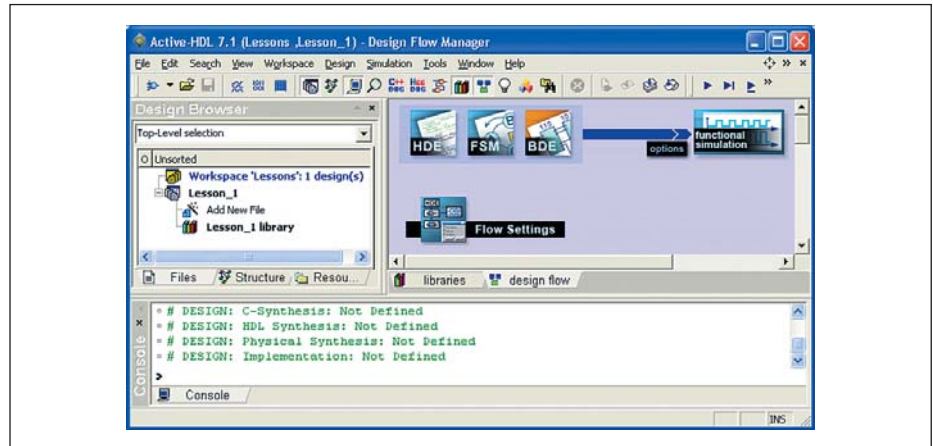 Active-HDL 7.1 (Lessons ,Lesson_1) - Design Flow Manager
File Edit Search View Workspace Design Simulation Tools Window Help
Design Browser
Top-Level selection
Unsorted
Workspace 'Lessons': 1 design(s)
Lesson_1
Add New File
Lesson_1 library
Files Structure Resou...
HDE FSM BDE
options
functional
simulation
Flow Settings
libraries design flow
# DESIGN: C-Synthesis: Not Defined
# DESIGN: HDL Synthesis: Not Defined
# DESIGN: Physical Synthesis: Not Defined
# DESIGN: Implementation: Not Defined
>
Console
Console
INS